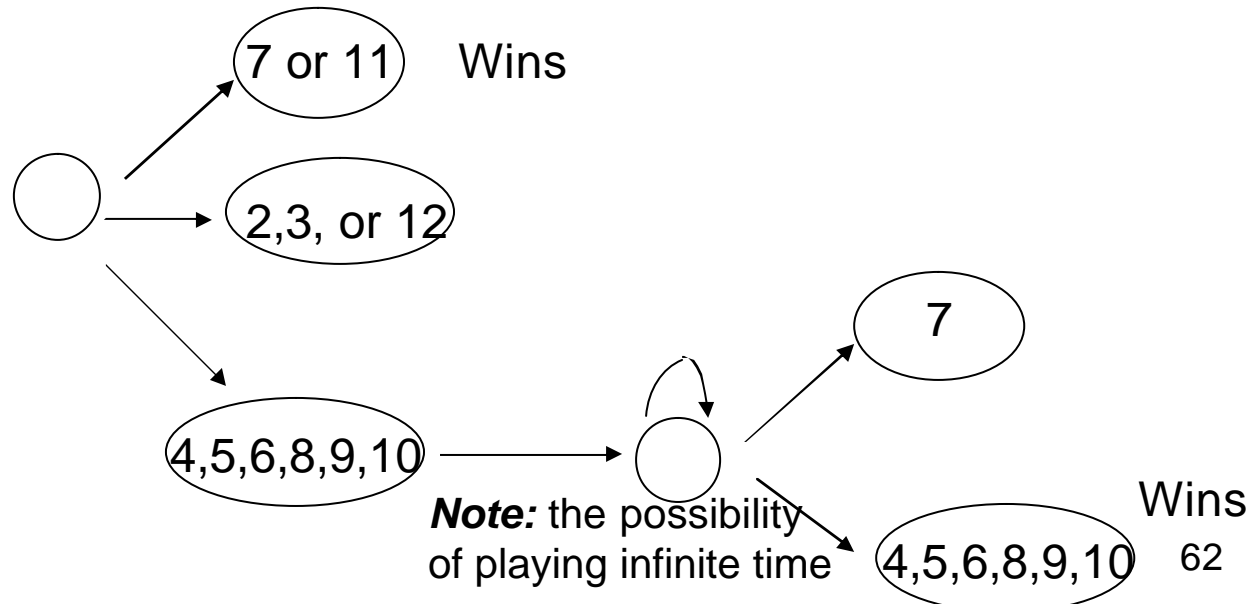 7 or 11 Wins
2,3, or 12
7
4,5,6,8,9,10
Note: the possibility
of playing infinite time
Wins
4,5,6,8,9,10
62